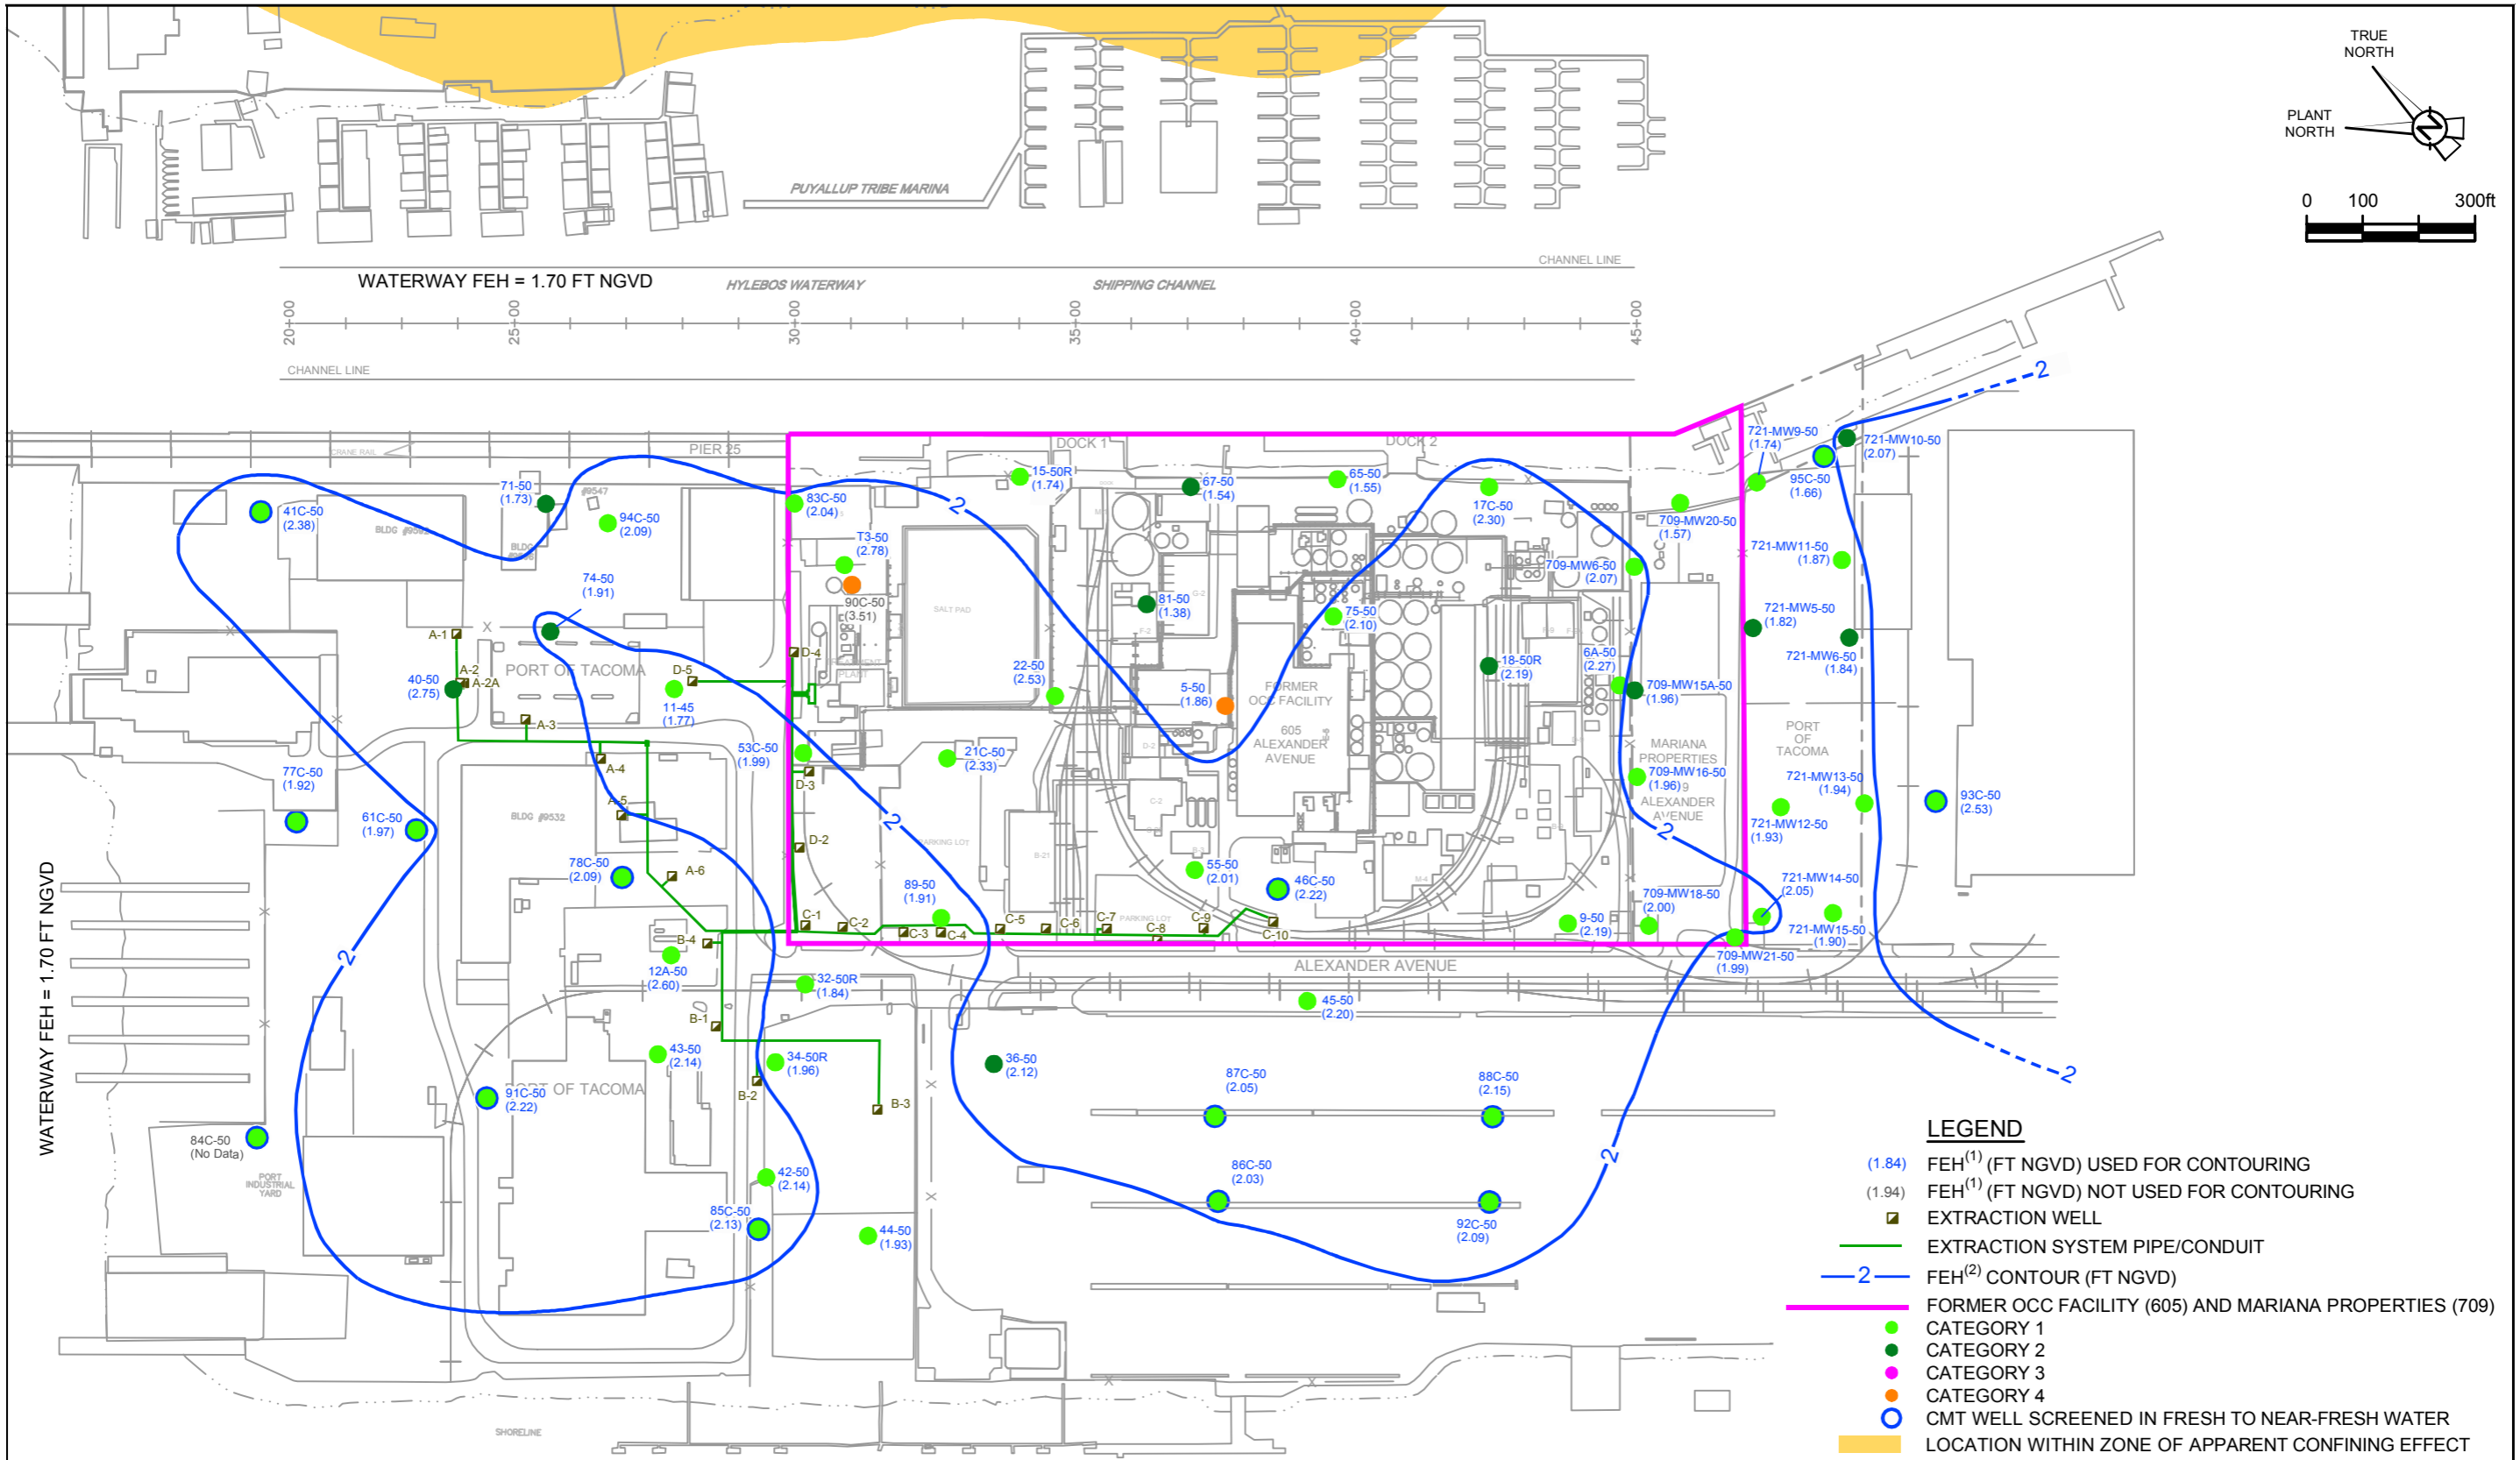 TRUE
NORTH
PLANT
NORTH
0 100 300ft
PUYALLUP TRIBE MARINA
CHANNEL LINE
WATERWAY FEH = 1.70 FT NGVD
HYLEBOS WATERWAY
SHIPPING CHANNEL
20+00
25+00
30+00
35+00
40+00
45+00
CHANNEL LINE
2
CRANE RAIL
PIER 25
DOCK 1
DOCK 2
721-MW9-50
(1.74)
721-MW10-50
(2.07)
95C-50
(1.66)
15-50R
(1.74)
65-50
(1.55)
67-50
(1.54)
17C-50
(2.30)
71-50
(1.73)
#9547
83C-50
(2.04)
2
41C-50
(2.38)
94C-50
(2.09)
709-MW20-50
(1.57)
T3-50
(2.78)
721-MW11-50
(1.87)
709-MW6-50
(2.07)
74-50
(1.91)
90C-50
(3.51)
SALT PAD
81-50
(1.38)
75-50
(2.10)
721-MW5-50
(1.82)
721-MW6-50
(1.84)
A-1
A-2
A-2A
40-50
(2.75)
PORT OF TACOMA
D-5
D-4
PLANT
11-45
(1.77)
22-50
(2.53)
5-50
(1.86)
FORMER
OCC FACILITY
605
ALEXANDER
AVENUE
18-50R
(2.19)
6A-50
(2.27)
709-MW15A-50
(1.96)
A-3
A-4
A-5
A-6
53C-50
(1.99)
D-3
D-2
21C-50
(2.33)
MARIANA
PROPERTIES
709-MW16-50
(1.96)
ALEXANDER
AVENUE
PORT
OF
TACOMA
721-MW13-50
(1.94)
721-MW12-50
(1.93)
93C-50
(2.53)
77C-50
(1.92)
61C-50
(1.97)
BLDG #9532
2
2
PARKING LOT
B-21
C-2
78C-50
(2.09)
55-50
(2.01)
46C-50
(2.22)
M-4
89-50
(1.91)
721-MW14-50
(2.05)
709-MW18-50
(2.00)
9-50
(2.19)
721-MW15-50
(1.90)
709-MW21-50
(1.99)
C-1
C-2
C-3
C-4
C-5
C-6
C-7
C-8
C-9
C-10
PARKING LOT
B-4
12A-50
(2.60)
32-50R
(1.84)
ALEXANDER AVENUE
45-50
(2.20)
2
WATERWAY FEH = 1.70 FT NGVD
B-1
43-50
(2.14)
34-50R
(1.96)
B-2
B-3
36-50
(2.12)
2
91C-50
(2.22)
PORT OF TACOMA
87C-50
(2.05)
88C-50
(2.15)
84C-50
(No Data)
PORT
INDUSTRIAL
YARD
42-50
(2.14)
86C-50
(2.03)
2
85C-50
(2.13)
44-50
(1.93)
92C-50
(2.09)
SHORELINE
LEGEND
(1.84) FEH(1) (FT NGVD) USED FOR CONTOURING
(1.94) FEH(1) (FT NGVD) NOT USED FOR CONTOURING
EXTRACTION WELL
EXTRACTION SYSTEM PIPE/CONDUIT
2 FEH(2) CONTOUR (FT NGVD)
FORMER OCC FACILITY (605) AND MARIANA PROPERTIES (709)
CATEGORY 1
CATEGORY 2
CATEGORY 3
CATEGORY 4
CMT WELL SCREENED IN FRESH TO NEAR-FRESH WATER
LOCATION WITHIN ZONE OF APPARENT CONFINING EFFECT